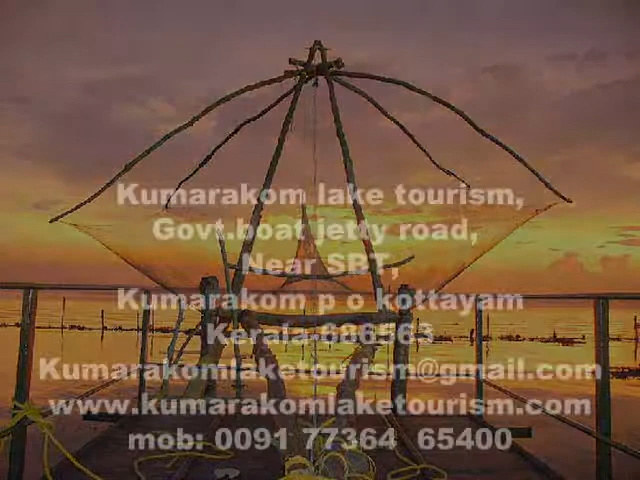 Kumarakom lake tourism,
Govt.boat jetty road,
Near SBT,
Kumarakom p o kottayam
Kerala-686563
Kumarakomlaketourism@gmail.com
www.kumarakomlaketourism.com
mob: 0091 77364 65400